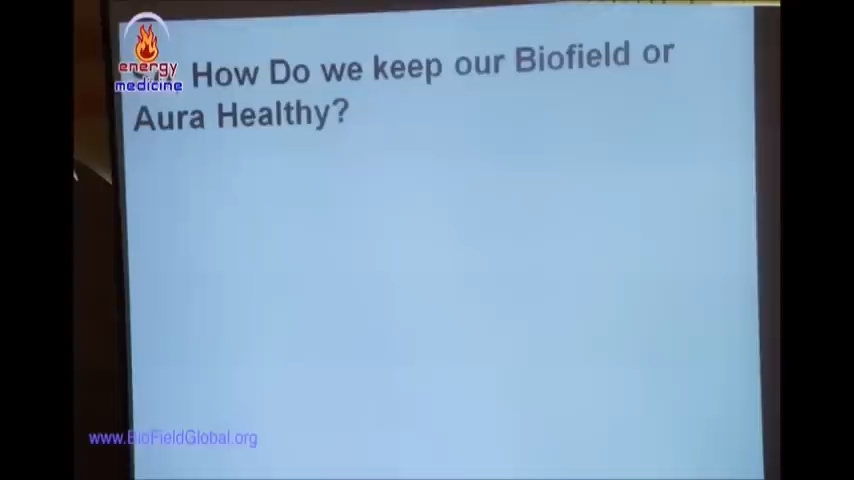 energy
medicine
How Do we keep our Biofield or
Aura Healthy?
www.BioFieldGlobal.org